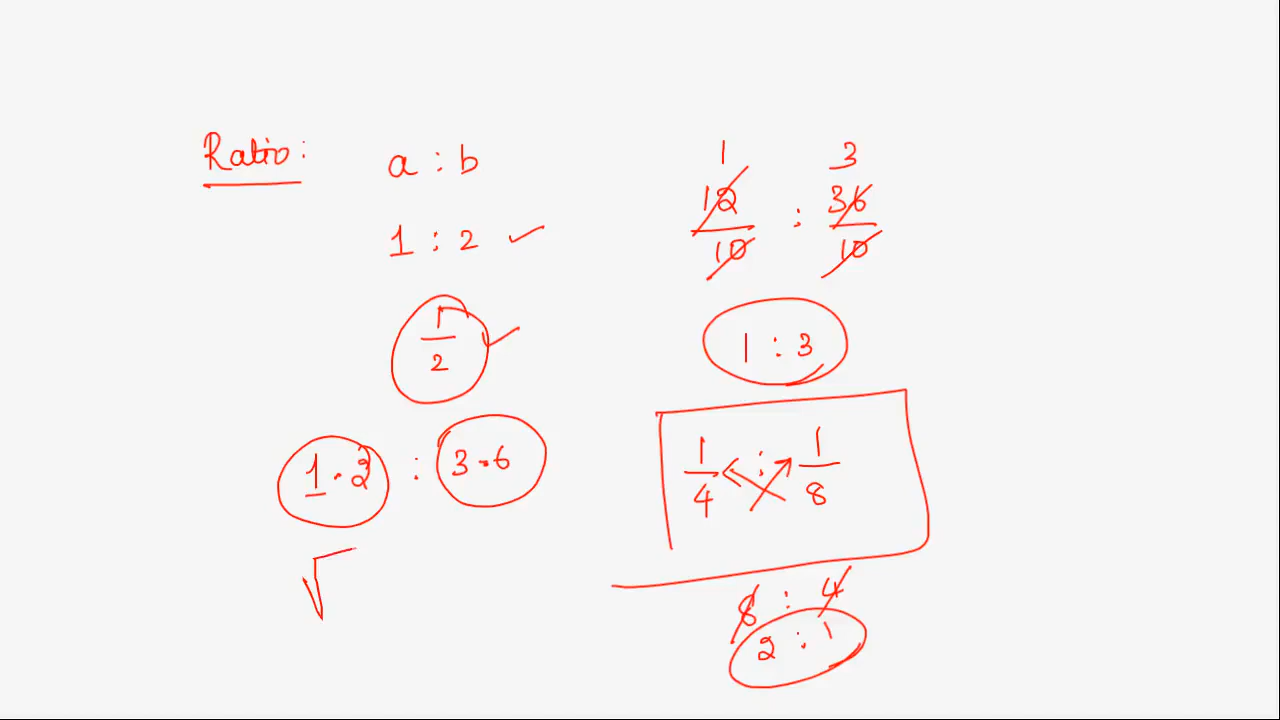 Ratio:
a : b
1 : 2 ✓
1/2 ✓
1.2 : 3.6
√
1 3
12/10 : 36/10
1 : 3
1/4 : 1/8
8 : 4
2 : 1